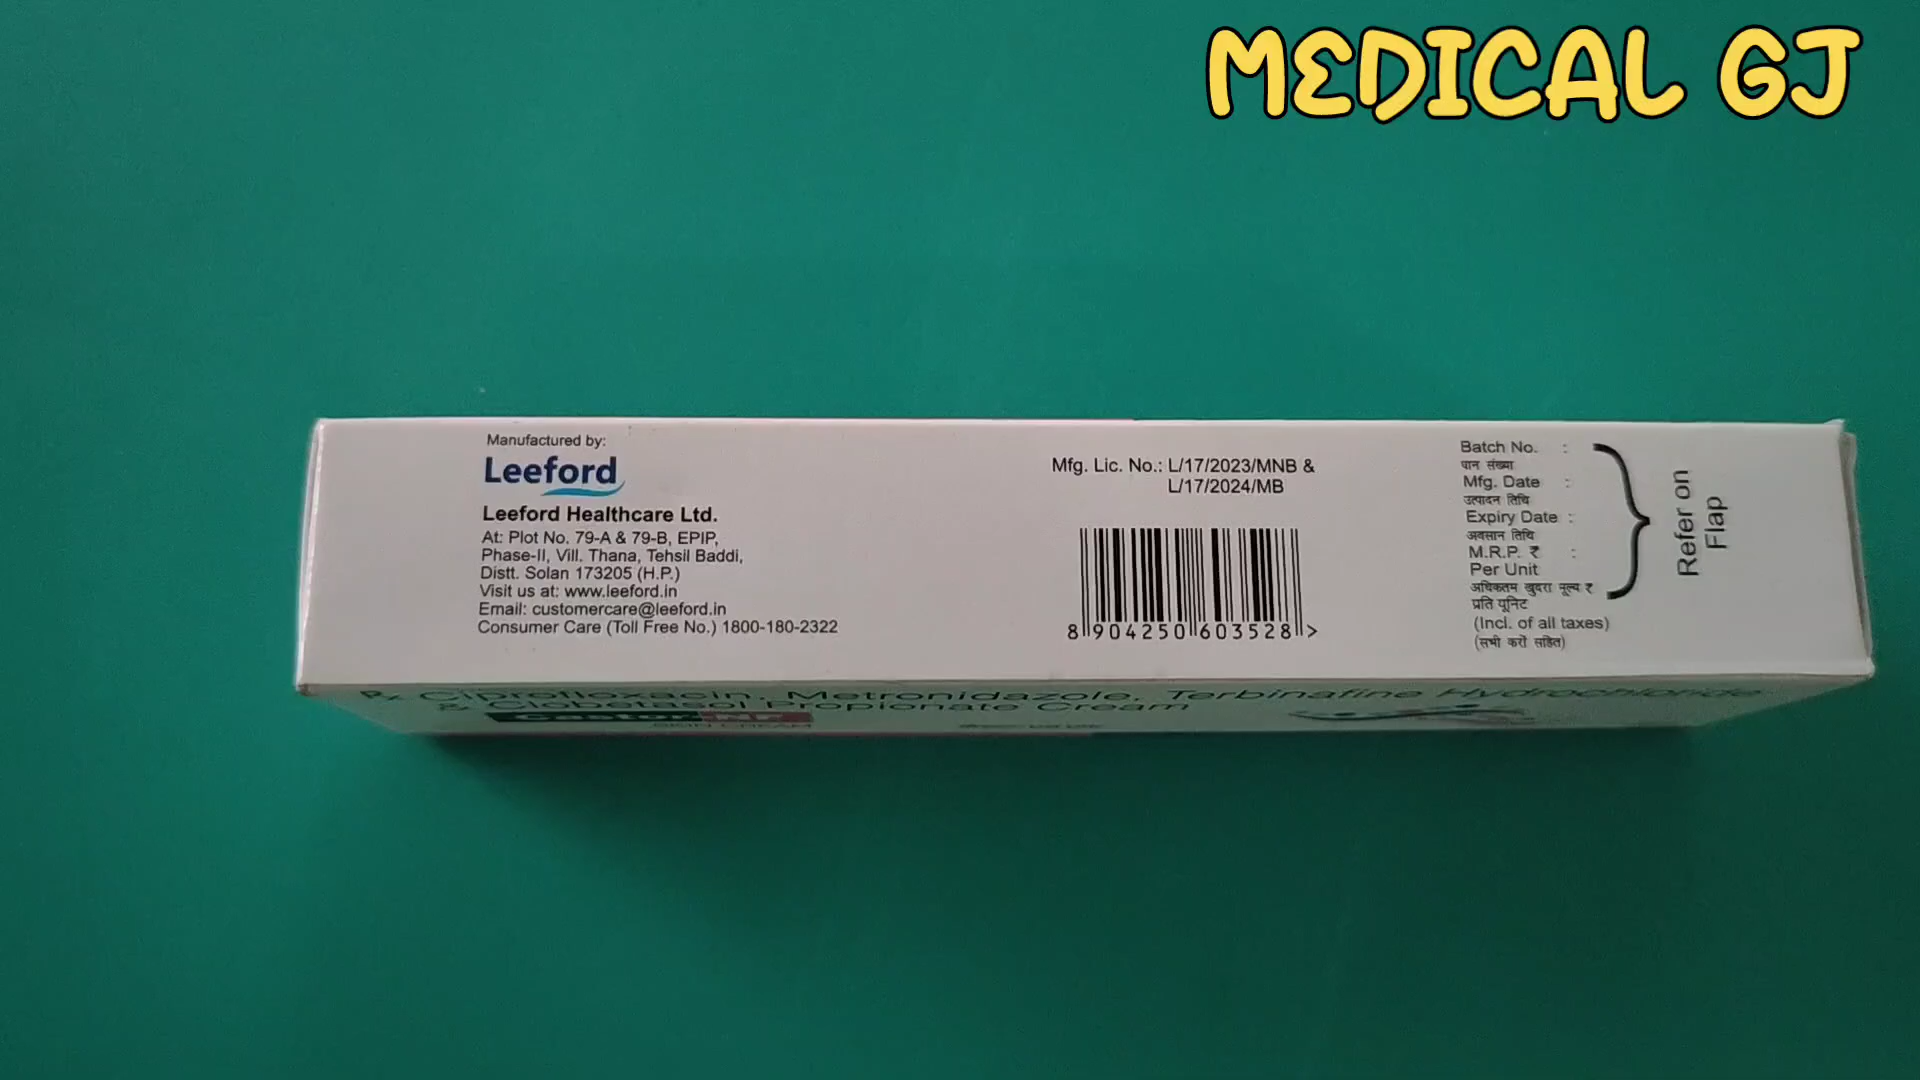 MEDICAL GJ
Manufactured by:
Leeford
Leeford Healthcare Ltd.
At: Plot No. 79-A & 79-B, EPIP,
Phase-II, Vill. Thana, Tehsil Baddi,
Distt. Solan 173205 (H.P.)
Visit us at: www.leeford.in
Email: customercare@leeford.in
Consumer Care (Toll Free No.) 1800-180-2322
Mfg. Lic. No.: L/17/2023/MNB &
L/17/2024/MB
8 904250 603528 >
Batch No. :
घान संख्या
Mfg. Date :
उत्पादन तिथि
Expiry Date :
अवसान तिथि
M.R.P. ₹ :
Per Unit
अधिकतम खुदरा मूल्य ₹
प्रति यूनिट
(Incl. of all taxes)
(सभी करों सहित)
Refer on
Flap
Rx Ciprofloxacin, Metronidazole, Terbinafine Hydrochloride
& Clobetasol Propionate Cream
SKIN CREAM